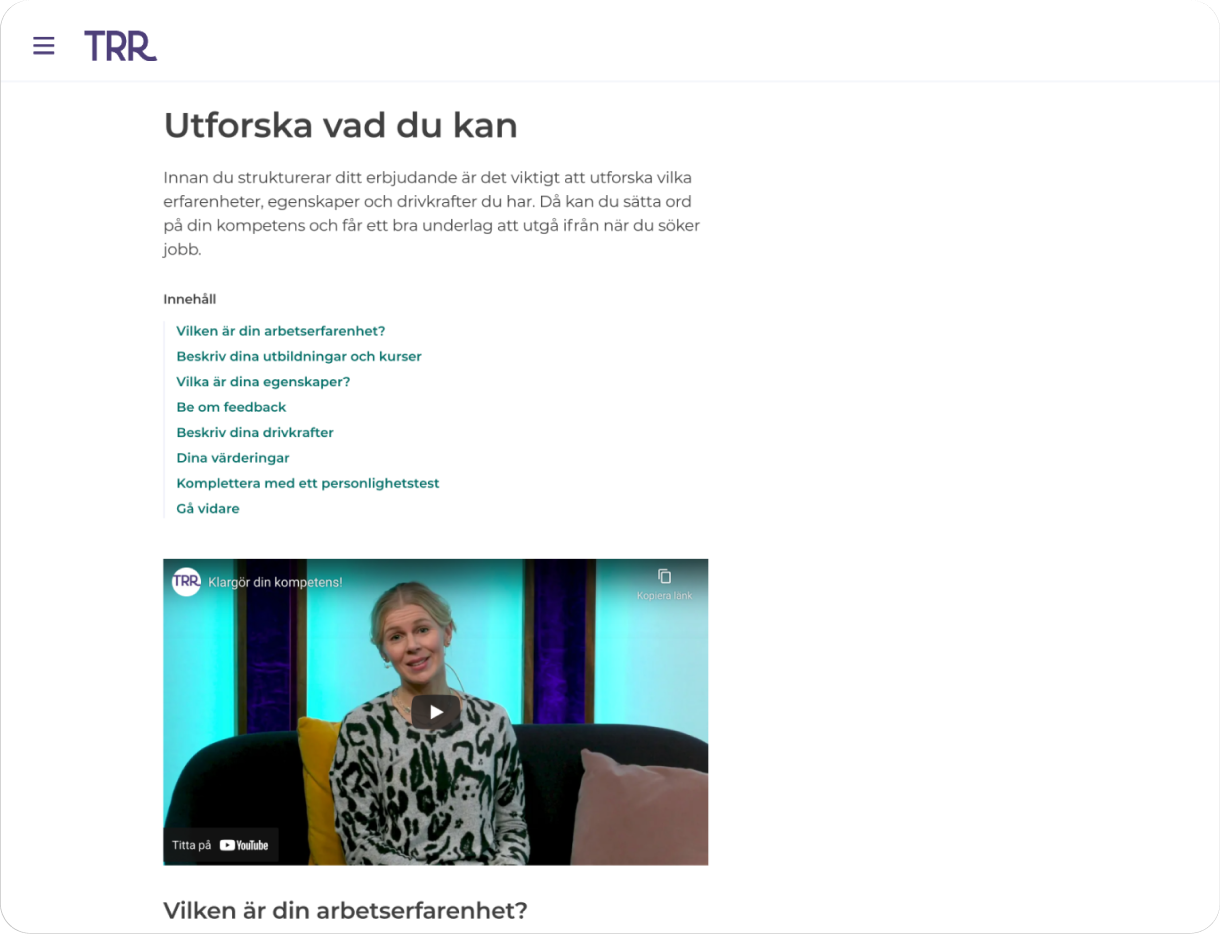 TRR
Utforska vad du kan
Innan du strukturerar ditt erbjudande är det viktigt att utforska vilka
erfarenheter, egenskaper och drivkrafter du har. Då kan du sätta ord
på din kompetens och får ett bra underlag att utgå ifrån när du söker
jobb.
Innehåll
Vilken är din arbetserfarenhet?
Beskriv dina utbildningar och kurser
Vilka är dina egenskaper?
Be om feedback
Beskriv dina drivkrafter
Dina värderingar
Komplettera med ett personlighetstest
Gå vidare
TRR Klargör din kompetens!
Kopiera länk
Titta på YouTube
Vilken är din arbetserfarenhet?